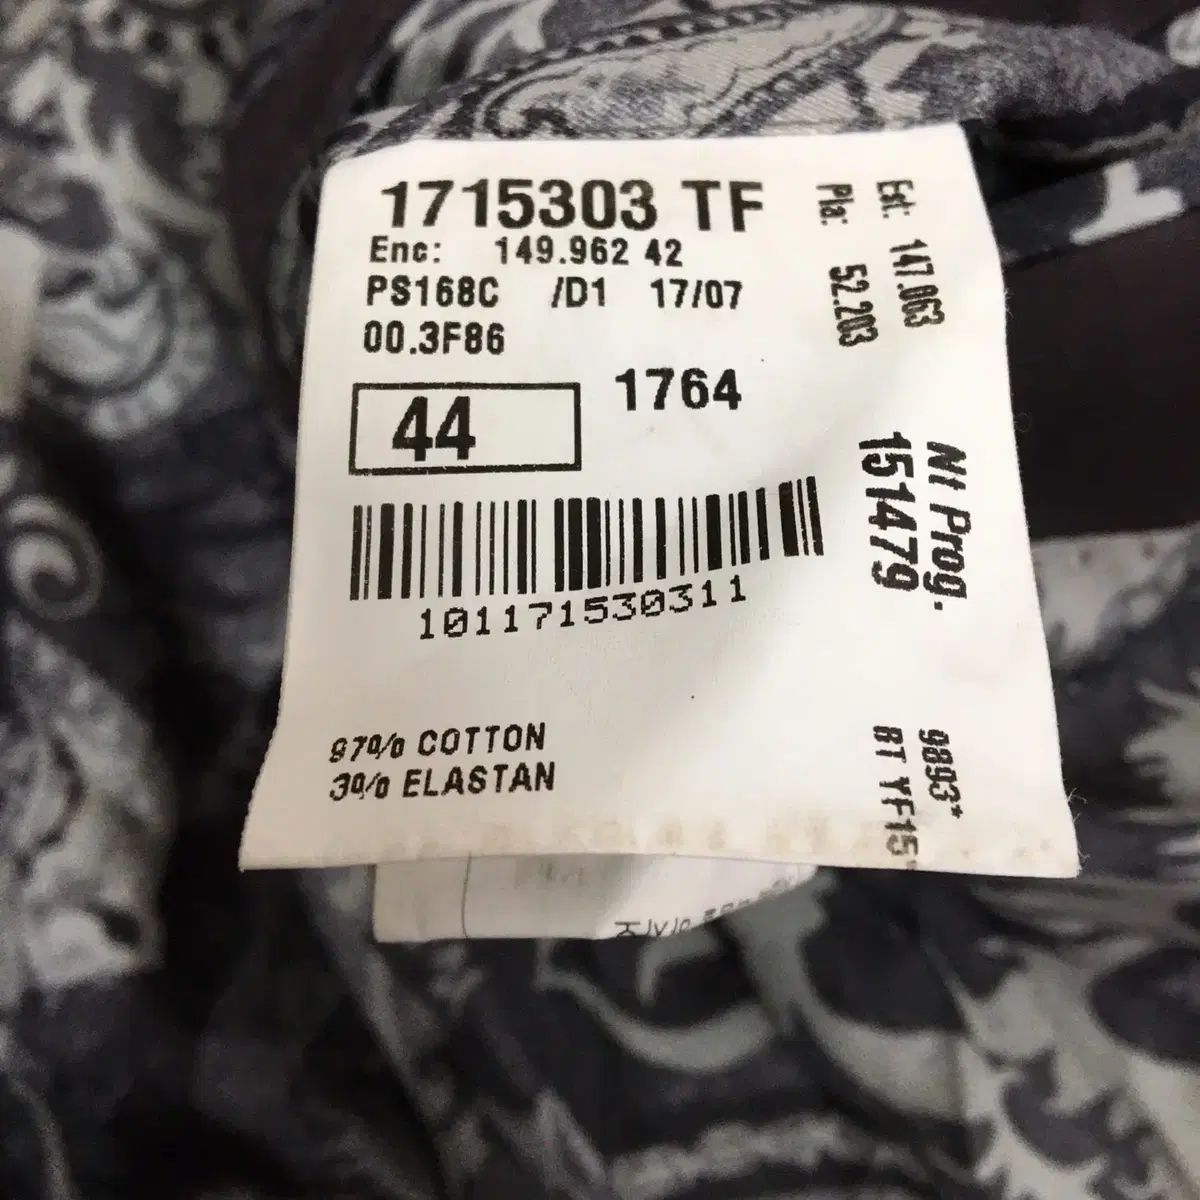 1715303 TF
Enc: 149.962 42
PS168C /D1 17/07
00.3F86
44
1764
101171530311
97% COTTON
3% ELASTAN
Est: 147.063
Pla: 52.203
Nt Prog.
151479
9893*
BT YF15